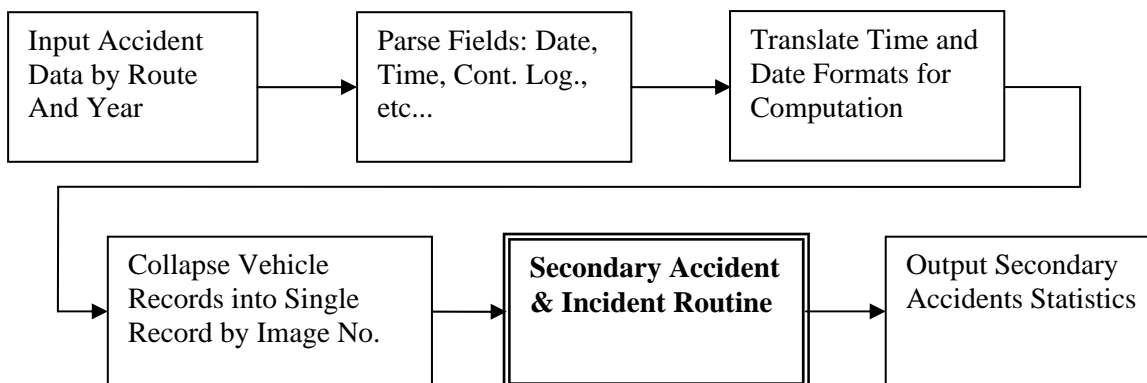 Input Accident
Data by Route
And Year
Parse Fields: Date,
Time, Cont. Log.,
etc...
Translate Time and
Date Formats for
Computation
Collapse Vehicle
Records into Single
Record by Image No.
Secondary Accident
& Incident Routine
Output Secondary
Accidents Statistics